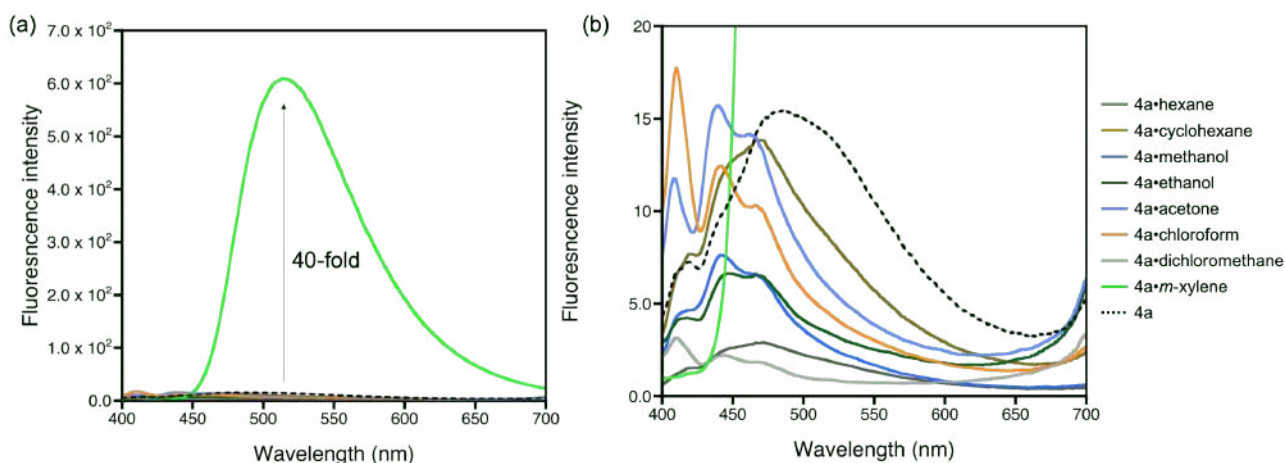 (a)
Fluoresncence intensity
7.0 x 10²
6.0 x 10²
5.0 x 10²
4.0 x 10²
3.0 x 10²
2.0 x 10²
1.0 x 10²
0.0
40-fold
400 450 500 550 600 650 700
Wavelength (nm)
(b)
Fluoresncence intensity
20
15
10
5.0
0.0
400 450 500 550 600 650 700
Wavelength (nm)
4a•hexane
4a•cyclohexane
4a•methanol
4a•ethanol
4a•acetone
4a•chloroform
4a•dichloromethane
4a•m-xylene
4a